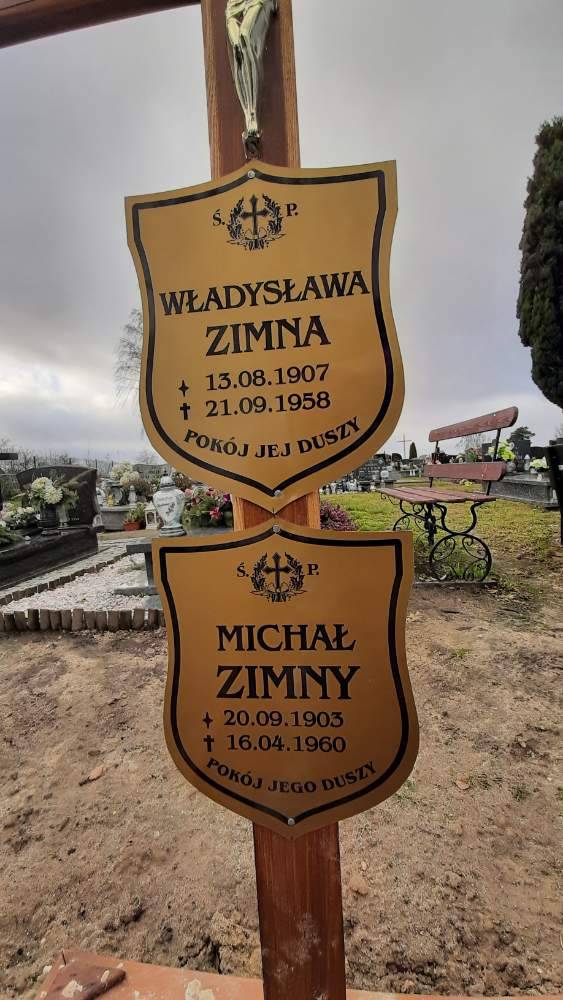 Ś. P.
WŁADYSŁAWA
ZIMNA
13.08.1907
✝ 21.09.1958
POKÓJ JEJ DUSZY
Ś. P.
MICHAŁ
ZIMNY
20.09.1903
✝ 16.04.1960
POKÓJ JEGO DUSZY